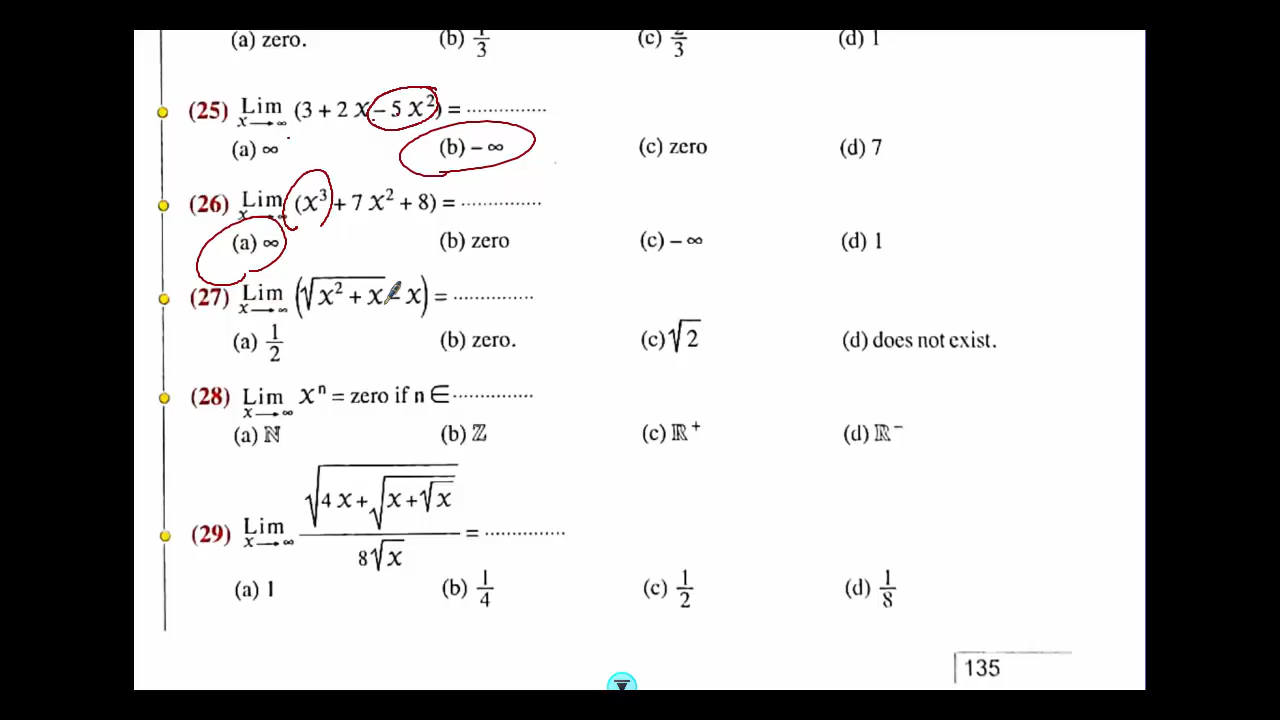 (a) zero. (b) 1/3 (c) 2/3 (d) 1
(25) Lim x→∞ (3 + 2 x − 5 x²) = ...............
(a) ∞ (b) − ∞ (c) zero (d) 7
(26) Lim x→∞ (x³ + 7 x² + 8) = ...............
(a) ∞ (b) zero (c) − ∞ (d) 1
(27) Lim x→∞ (√(x² + x) − x) = ...............
(a) 1/2 (b) zero. (c) √2 (d) does not exist.
(28) Lim x→∞ xⁿ = zero if n ∈ ...............
(a) ℕ (b) ℤ (c) ℝ⁺ (d) ℝ⁻
(29) Lim x→∞ √(4 x + √(x + √x)) / 8√x = ...............
(a) 1 (b) 1/4 (c) 1/2 (d) 1/8
135